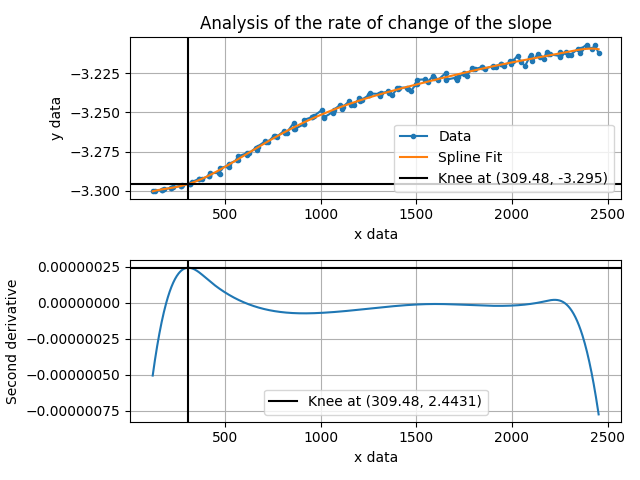 Analysis of the rate of change of the slope
−3.225
−3.250
−3.275
−3.300
y data
Data
Spline Fit
Knee at (309.48, -3.295)
500
1000
1500
2000
2500
x data
0.00000025
0.00000000
−0.00000025
−0.00000050
−0.00000075
Second derivative
Knee at (309.48, 2.4431)
500
1000
1500
2000
2500
x data